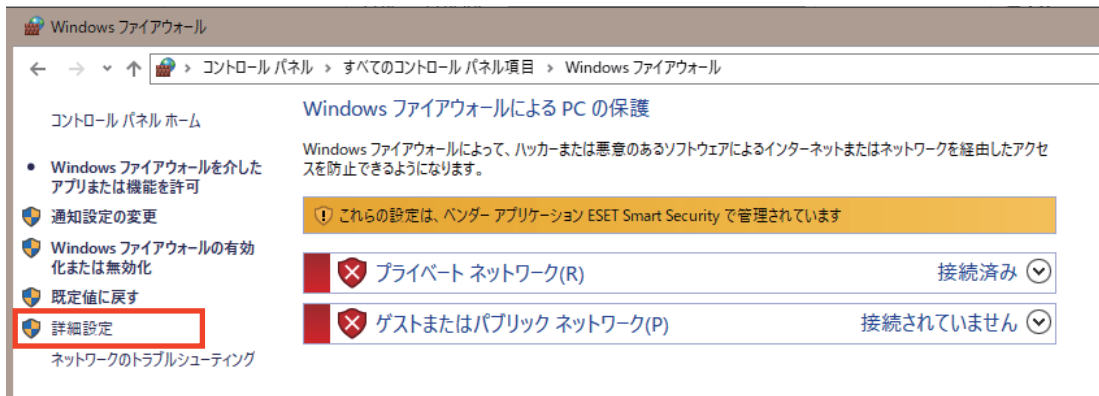 Windows ファイアウォール
コントロール パネル › すべてのコントロール パネル項目 › Windows ファイアウォール
コントロール パネル ホーム
Windows ファイアウォールを介した
アプリまたは機能を許可
通知設定の変更
Windows ファイアウォールの有効
化または無効化
既定値に戻す
詳細設定
ネットワークのトラブルシューティング
Windows ファイアウォールによる PC の保護
Windows ファイアウォールによって、ハッカーまたは悪意のあるソフトウェアによるインターネットまたはネットワークを経由したアクセ
スを防止できるようになります。
これらの設定は、ベンダー アプリケーション ESET Smart Security で管理されています
プライベート ネットワーク(R) 接続済み
ゲストまたはパブリック ネットワーク(P) 接続されていません